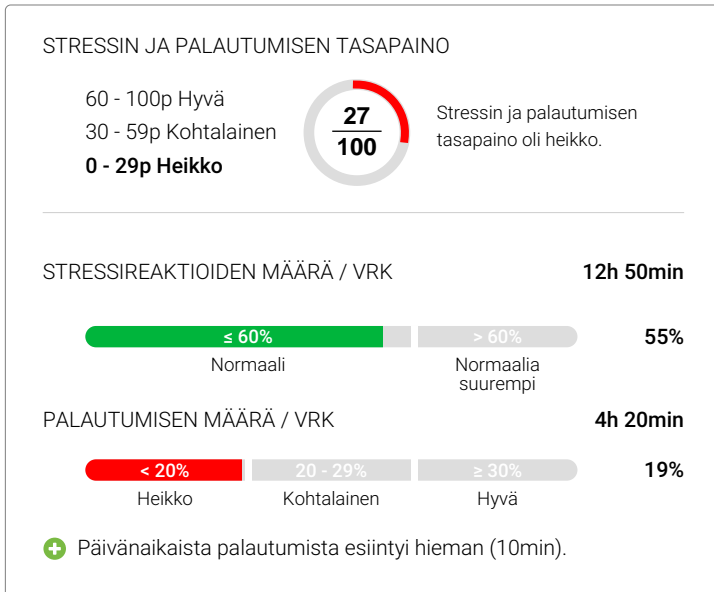 STRESSIN JA PALAUTUMISEN TASAPAINO
60 - 100p Hyvä
30 - 59p Kohtalainen
0 - 29p Heikko
27
100
Stressin ja palautumisen
tasapaino oli heikko.
STRESSIREAKTIOIDEN MÄÄRÄ / VRK 12h 50min
≤ 60% > 60% 55%
Normaali Normaalia
suurempi
PALAUTUMISEN MÄÄRÄ / VRK 4h 20min
< 20% 20 - 29% ≥ 30% 19%
Heikko Kohtalainen Hyvä
Päivänaikaista palautumista esiintyi hieman (10min).